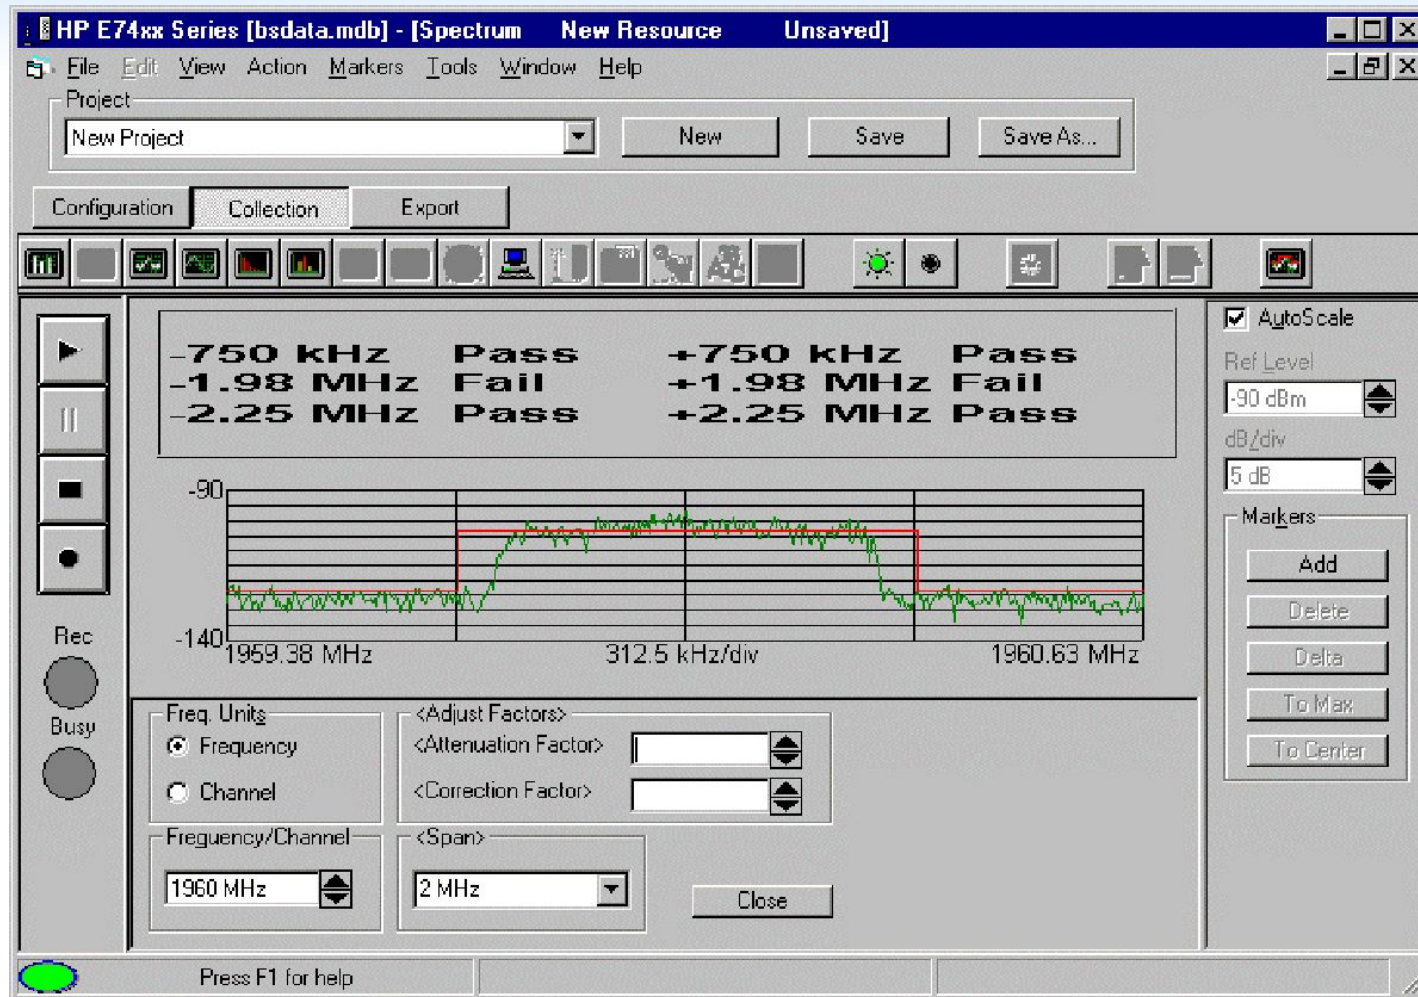 HP E74xx Series [bsdata.mdb] - [Spectrum New Resource Unsaved]
File Edit View Action Markers Tools Window Help
Project
New Project New Save Save As...
Configuration Collection Export
-750 kHz Pass +750 kHz Pass
-1.98 MHz Fail +1.98 MHz Fail
-2.25 MHz Pass +2.25 MHz Pass
AutoScale
Ref Level
-90 dBm
dB/div
5 dB
Markers
Add
Delete
Delta
To Max
To Center
-90
-140
1959.38 MHz 312.5 kHz/div 1960.63 MHz
Rec
Busy
Freq. Units
Frequency
Channel
<Adjust Factors>
<Attenuation Factor>
<Correction Factor>
Frequency/Channel
1960 MHz
<Span>
2 MHz
Close
Press F1 for help